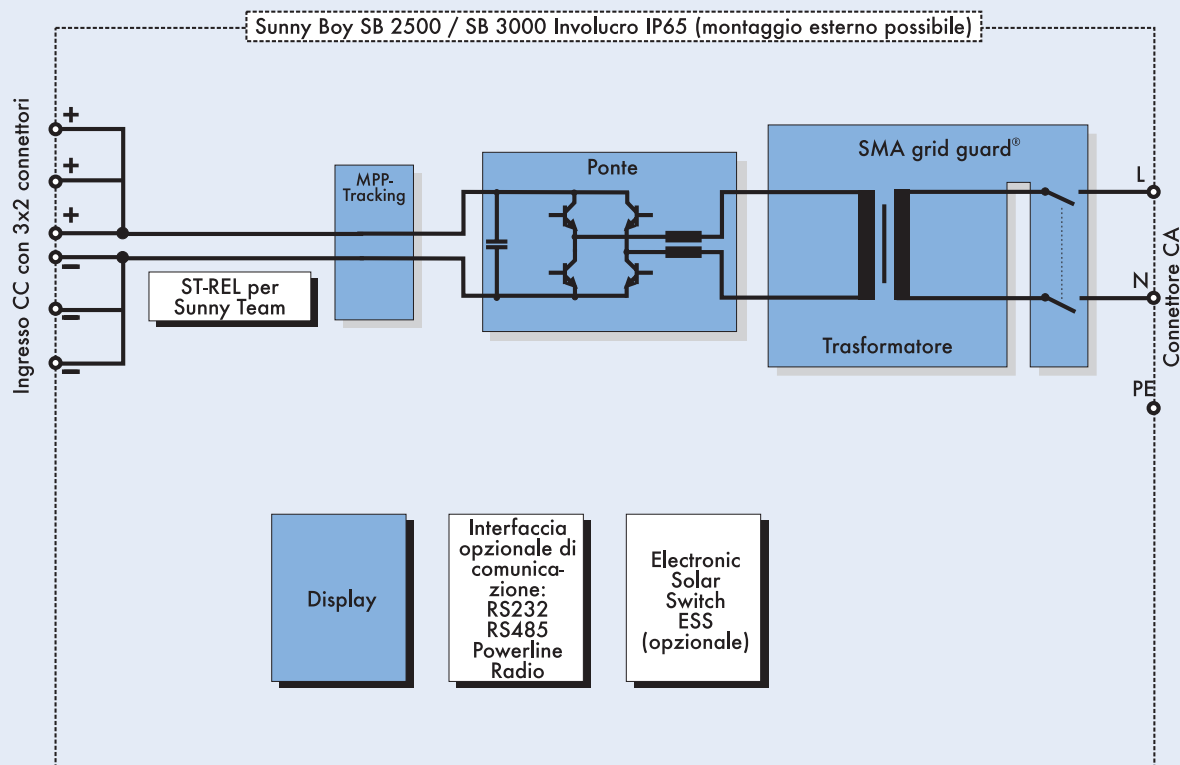 Sunny Boy SB 2500 / SB 3000 Involucro IP65 (montaggio esterno possibile)
Ingresso CC con 3x2 connettori
+
+
+
–
–
–
ST-REL per
Sunny Team
MPP-
Tracking
Ponte
SMA grid guard®
Trasformatore
L
N
PE
Connettore CA
Display
Interfaccia
opzionale di
comunica-
zione:
RS232
RS485
Powerline
Radio
Electronic
Solar
Switch
ESS
(opzionale)